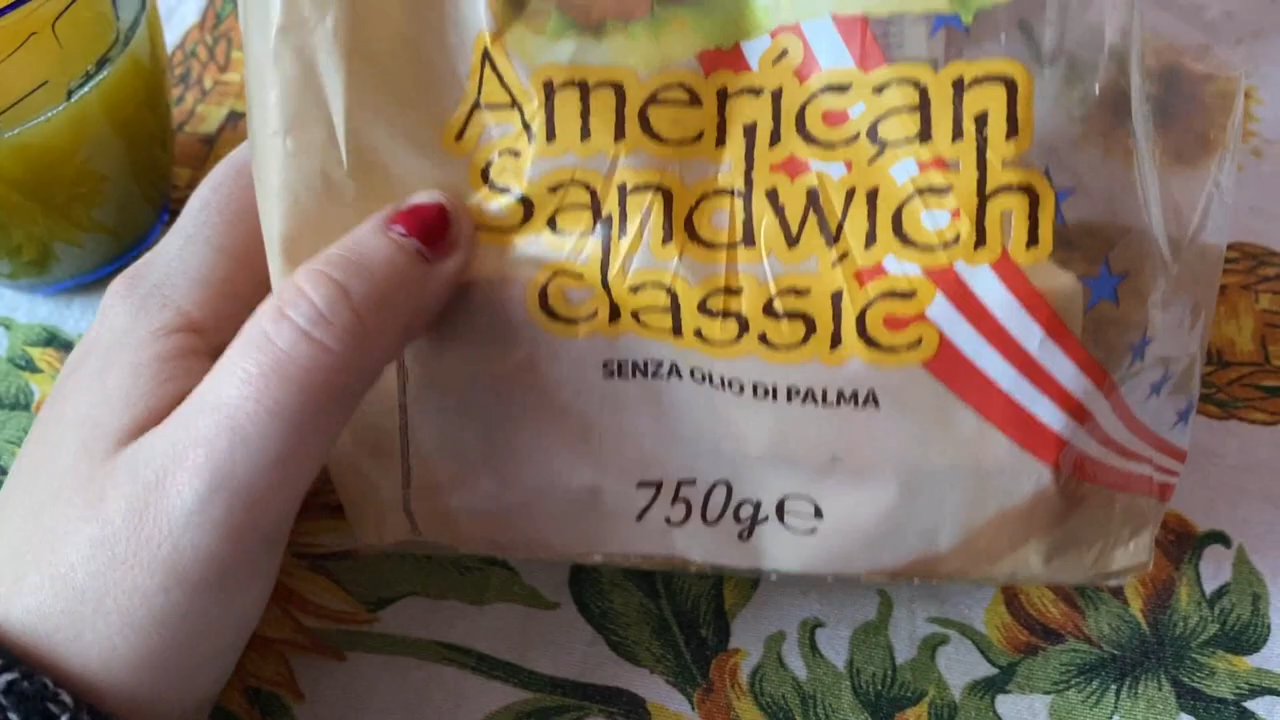 American
Sandwich
classic
SENZA OLIO DI PALMA
750g℮